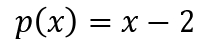 p(x) = x − 2